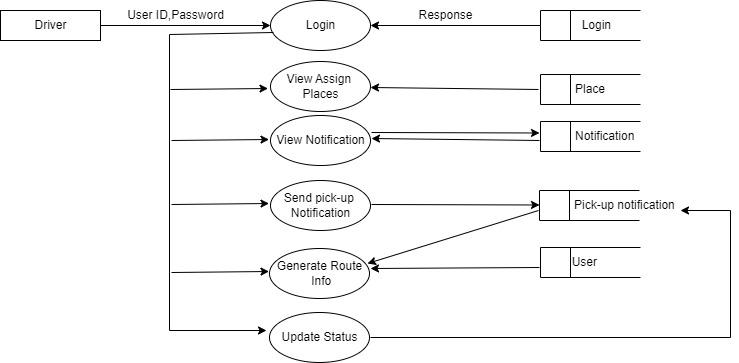 Driver
User ID,Password
Login
Response
Login
View Assign
Places
Place
View Notification
Notification
Send pick-up
Notification
Pick-up notification
Generate Route
Info
User
Update Status